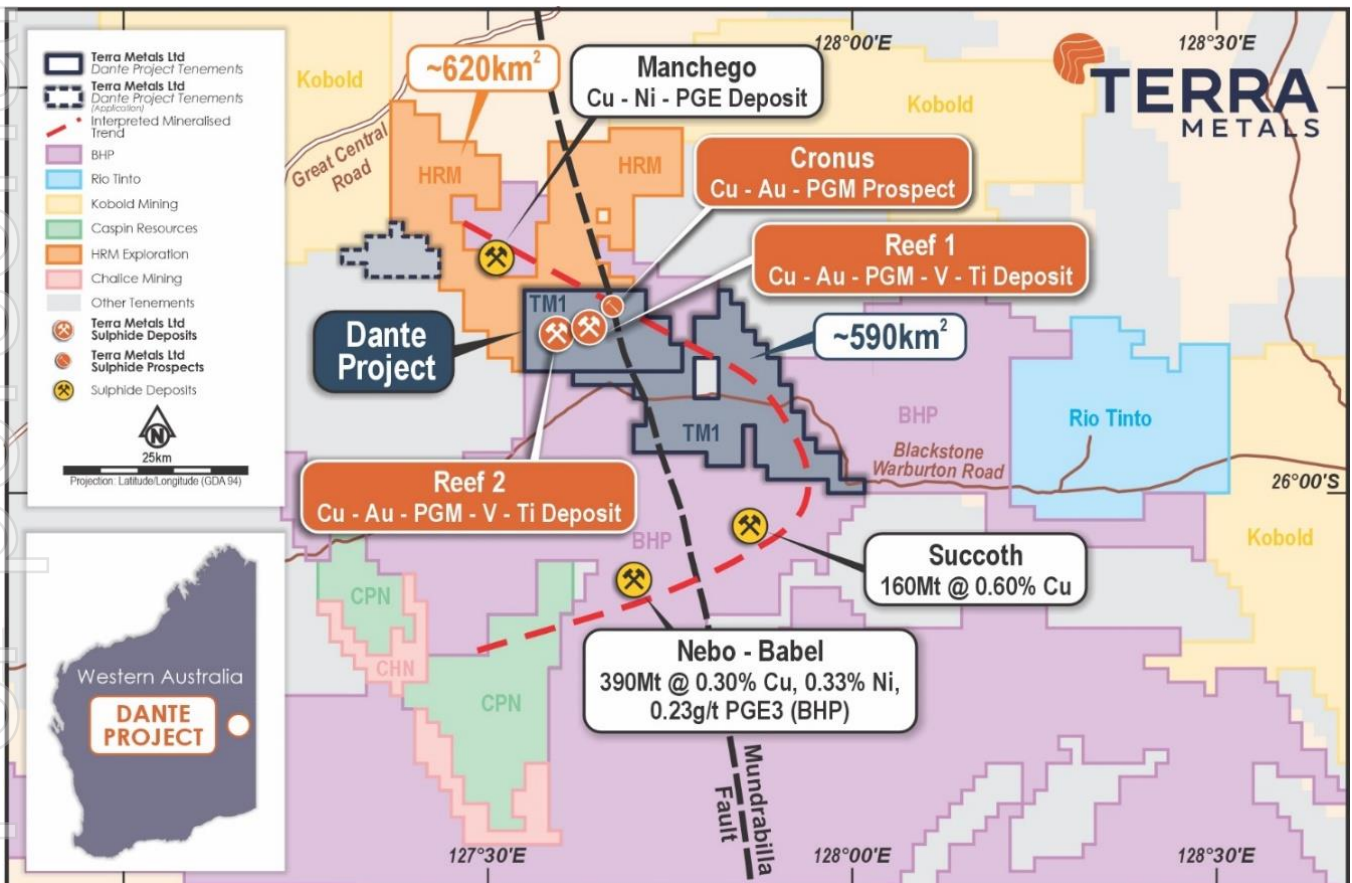 Terra Metals Ltd
Dante Project Tenements
Terra Metals Ltd
Dante Project Tenements
(Application)
Interpreted Mineralised
Trend
BHP
Rio Tinto
Kobold Mining
Caspin Resources
HRM Exploration
Chalice Mining
Other Tenements
Terra Metals Ltd
Sulphide Deposits
Terra Metals Ltd
Sulphide Prospects
Sulphide Deposits
N
25km
Projection: Latitude/Longitude (GDA 94)
Kobold
Great Central
Road
~620km²
Manchego
Cu - Ni - PGE Deposit
128°00'E
128°30'E
Kobold
TERRA
METALS
HRM
HRM
Cronus
Cu - Au - PGM Prospect
Reef 1
Cu - Au - PGM - V - Ti Deposit
TM1
Dante
Project
~590km²
BHP
Rio Tinto
TM1
Blackstone
Warburton Road
26°00'S
Reef 2
Cu - Au - PGM - V - Ti Deposit
BHP
Kobold
Succoth
160Mt @ 0.60% Cu
CPN
CHN
CPN
Nebo - Babel
390Mt @ 0.30% Cu, 0.33% Ni,
0.23g/t PGE3 (BHP)
Western Australia
DANTE
PROJECT
Mundrabilla
Fault
127°30'E
128°00'E
128°30'E